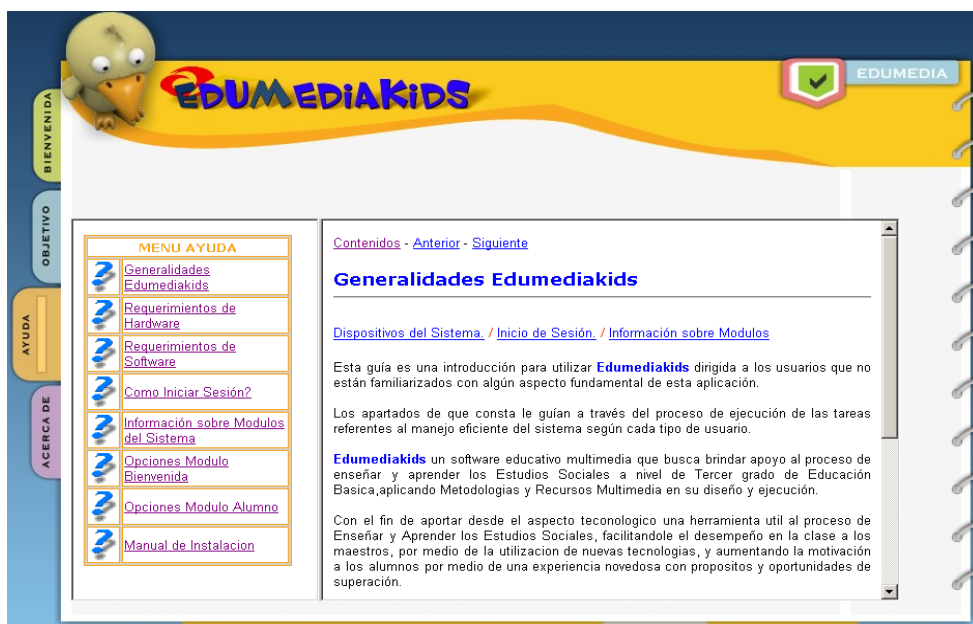 EDUMEDIAKIDS
EDUMEDIA
BIENVENIDA
OBJETIVO
AYUDA
ACERCA DE
MENU AYUDA
Generalidades
Edumediakids
Requerimientos de
Hardware
Requerimientos de
Software
Como Iniciar Sesión?
Información sobre Modulos
del Sistema
Opciones Modulo
Bienvenida
Opciones Modulo Alumno
Manual de Instalacion
Contenidos - Anterior - Siguiente
Generalidades Edumediakids
Dispositivos del Sistema. / Inicio de Sesión. / Información sobre Modulos
Esta guía es una introducción para utilizar Edumediakids dirigida a los usuarios que no
están familiarizados con algún aspecto fundamental de esta aplicación.
Los apartados de que consta le guían a través del proceso de ejecución de las tareas
referentes al manejo eficiente del sistema según cada tipo de usuario.
Edumediakids un software educativo multimedia que busca brindar apoyo al proceso de
enseñar y aprender los Estudios Sociales a nivel de Tercer grado de Educación
Basica,aplicando Metodologias y Recursos Multimedia en su diseño y ejecución.
Con el fin de aportar desde el aspecto teconologico una herramienta util al proceso de
Enseñar y Aprender los Estudios Sociales, facilitandole el desempeño en la clase a los
maestros, por medio de la utilizacion de nuevas tecnologias, y aumentando la motivación
a los alumnos por medio de una experiencia novedosa con propositos y oportunidades de
superación.